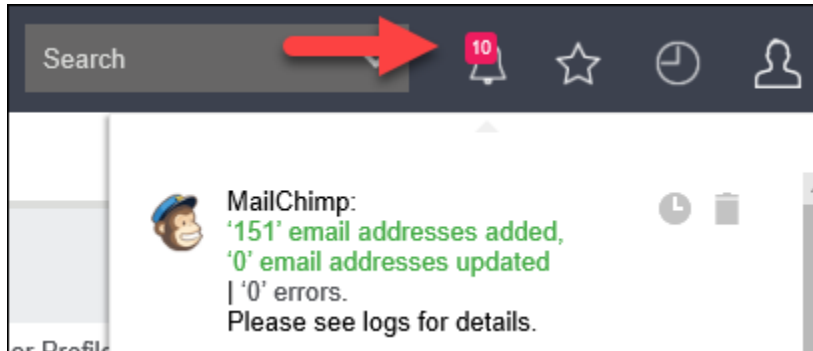 Search
10
MailChimp:
‘151’ email addresses added,
‘0’ email addresses updated
| ‘0’ errors.
Please see logs for details.